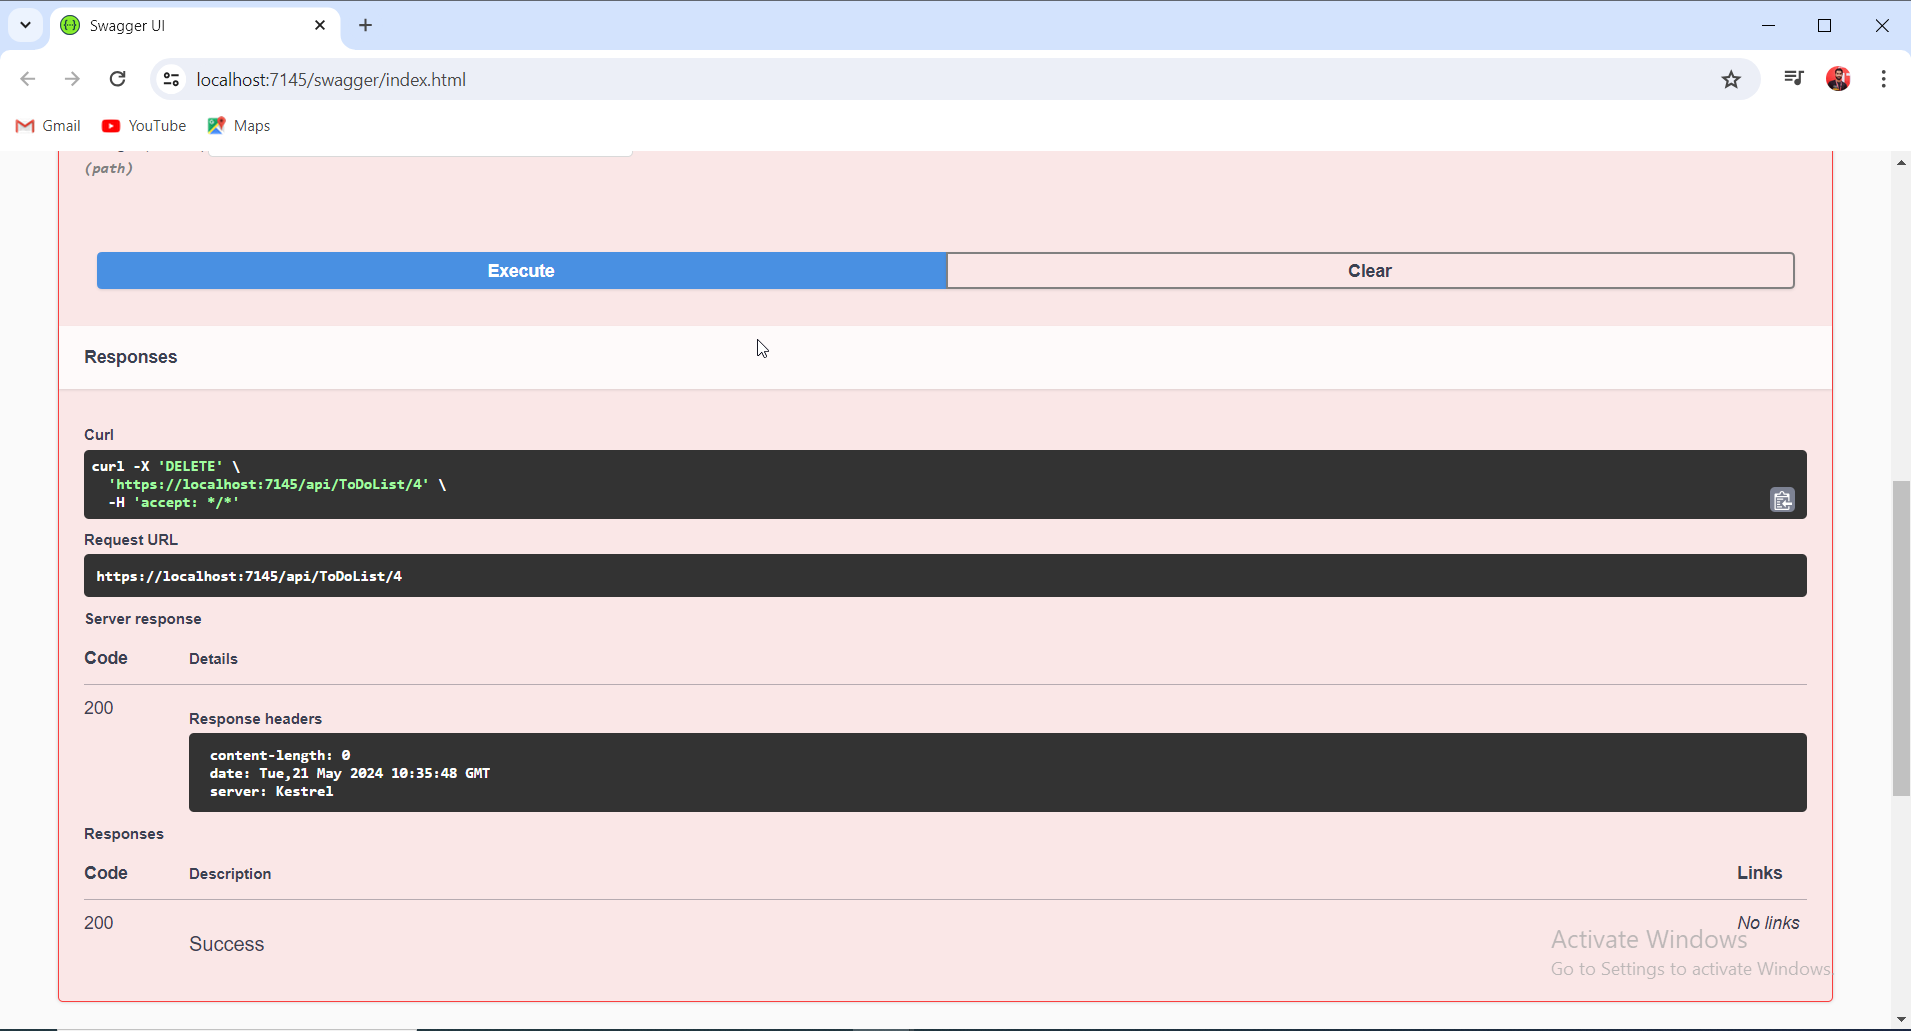 Swagger UI
localhost:7145/swagger/index.html
Gmail YouTube Maps
(path)
Execute Clear
Responses
Curl
curl -X 'DELETE' \
'https://localhost:7145/api/ToDoList/4' \
-H 'accept: */*'
Request URL
https://localhost:7145/api/ToDoList/4
Server response
Code Details
200
Response headers
content-length: 0
date: Tue,21 May 2024 10:35:48 GMT
server: Kestrel
Responses
Code Description Links
200 No links
Success
Activate Windows
Go to Settings to activate Windows